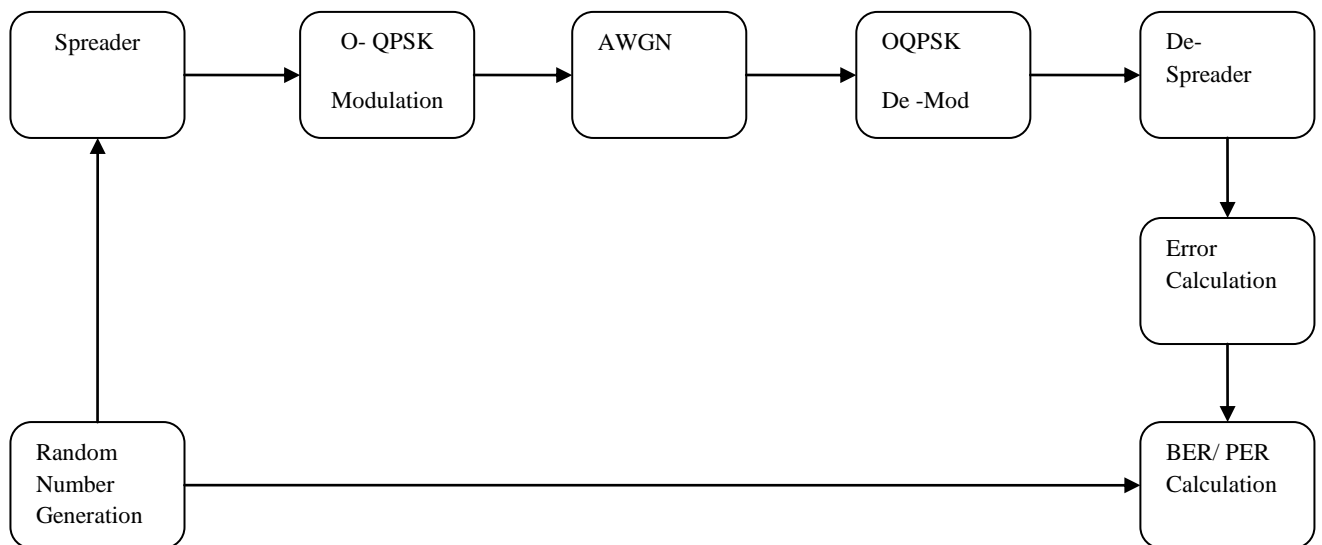 Spreader
O- QPSK
Modulation
AWGN
OQPSK
De -Mod
De-
Spreader
Error
Calculation
Random
Number
Generation
BER/ PER
Calculation